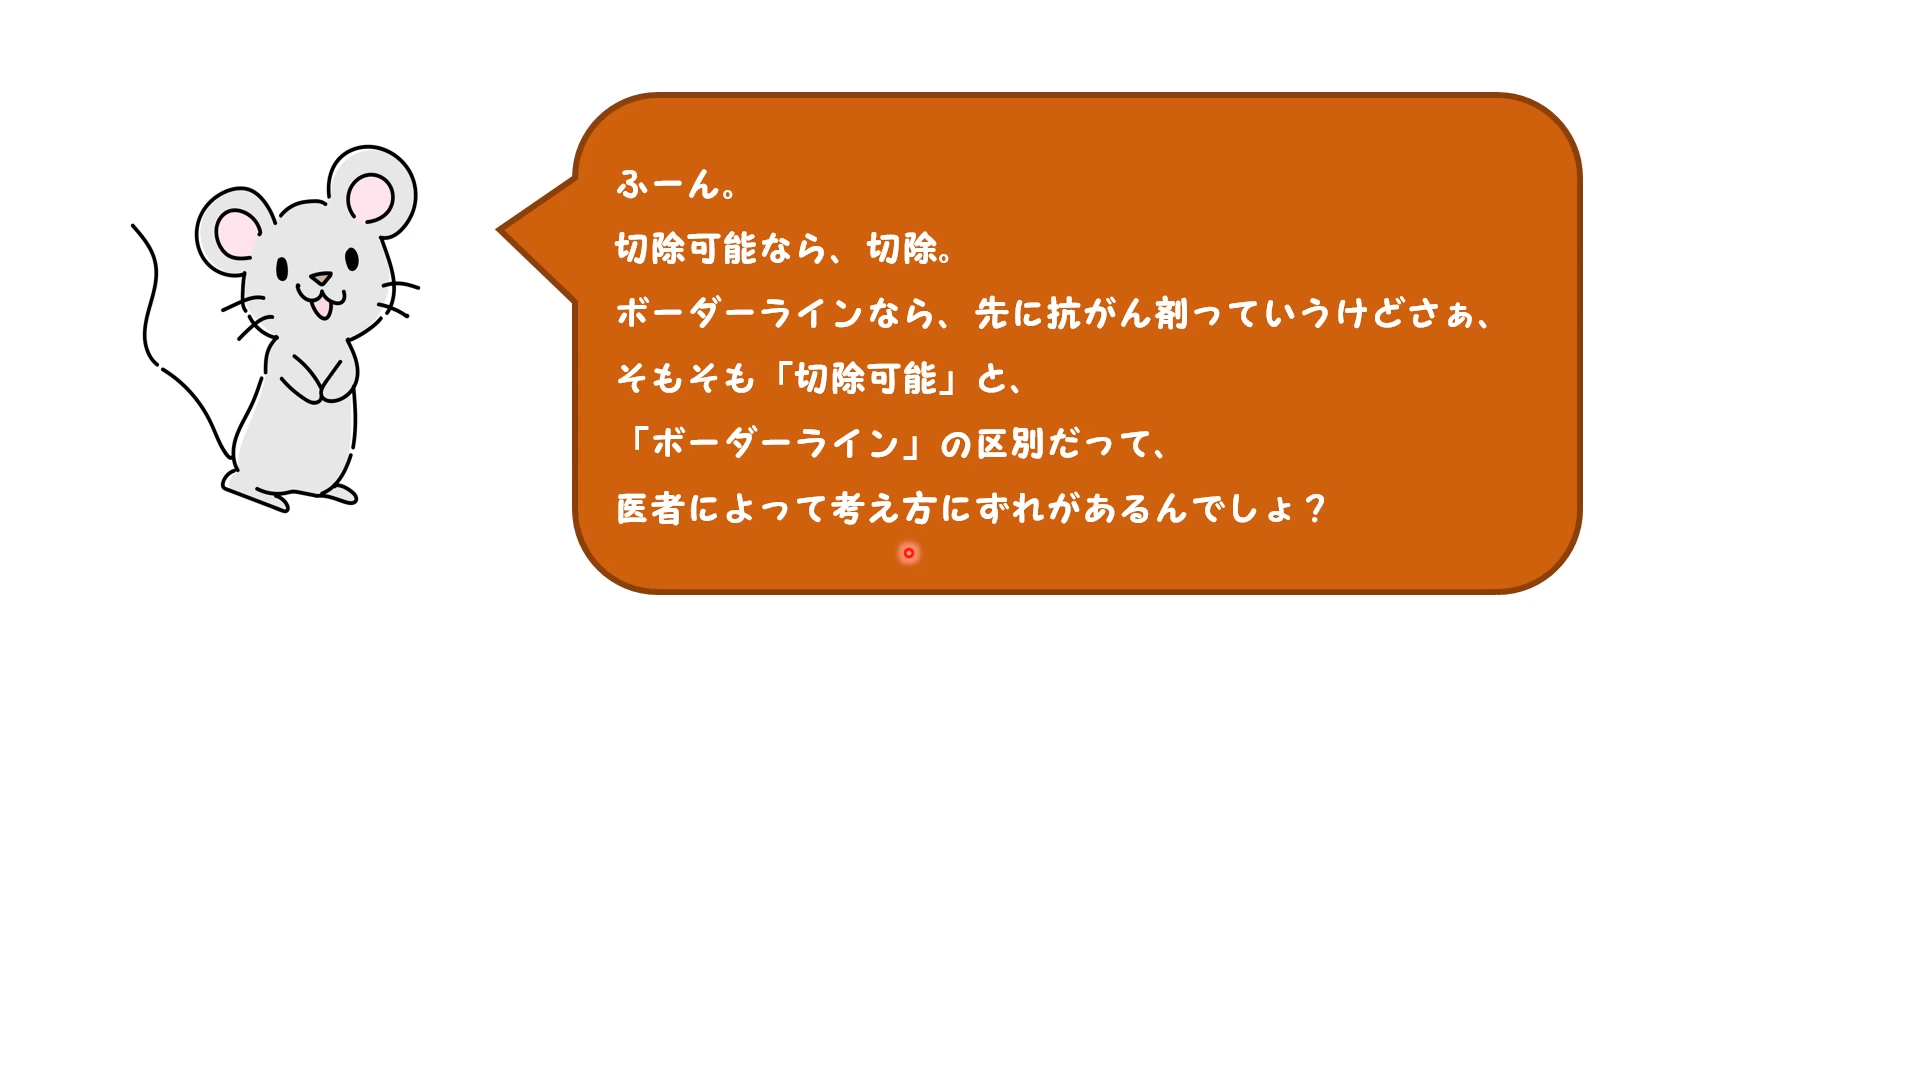 ふーん。
切除可能なら、切除。
ボーダーラインなら、先に抗がん剤っていうけどさぁ、
そもそも「切除可能」と、
「ボーダーライン」の区別だって、
医者によって考え方にずれがあるんでしょ？